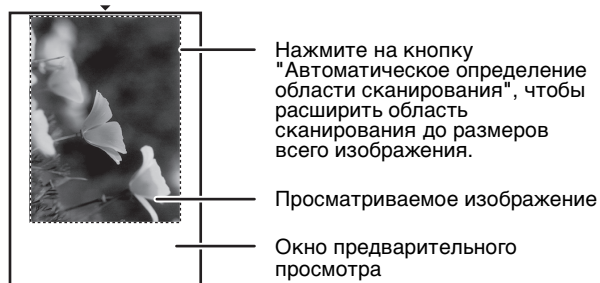 Нажмите на кнопку
"Автоматическое определение
области сканирования", чтобы
расширить область
сканирования до размеров
всего изображения.
Просматриваемое изображение
Окно предварительного
просмотра